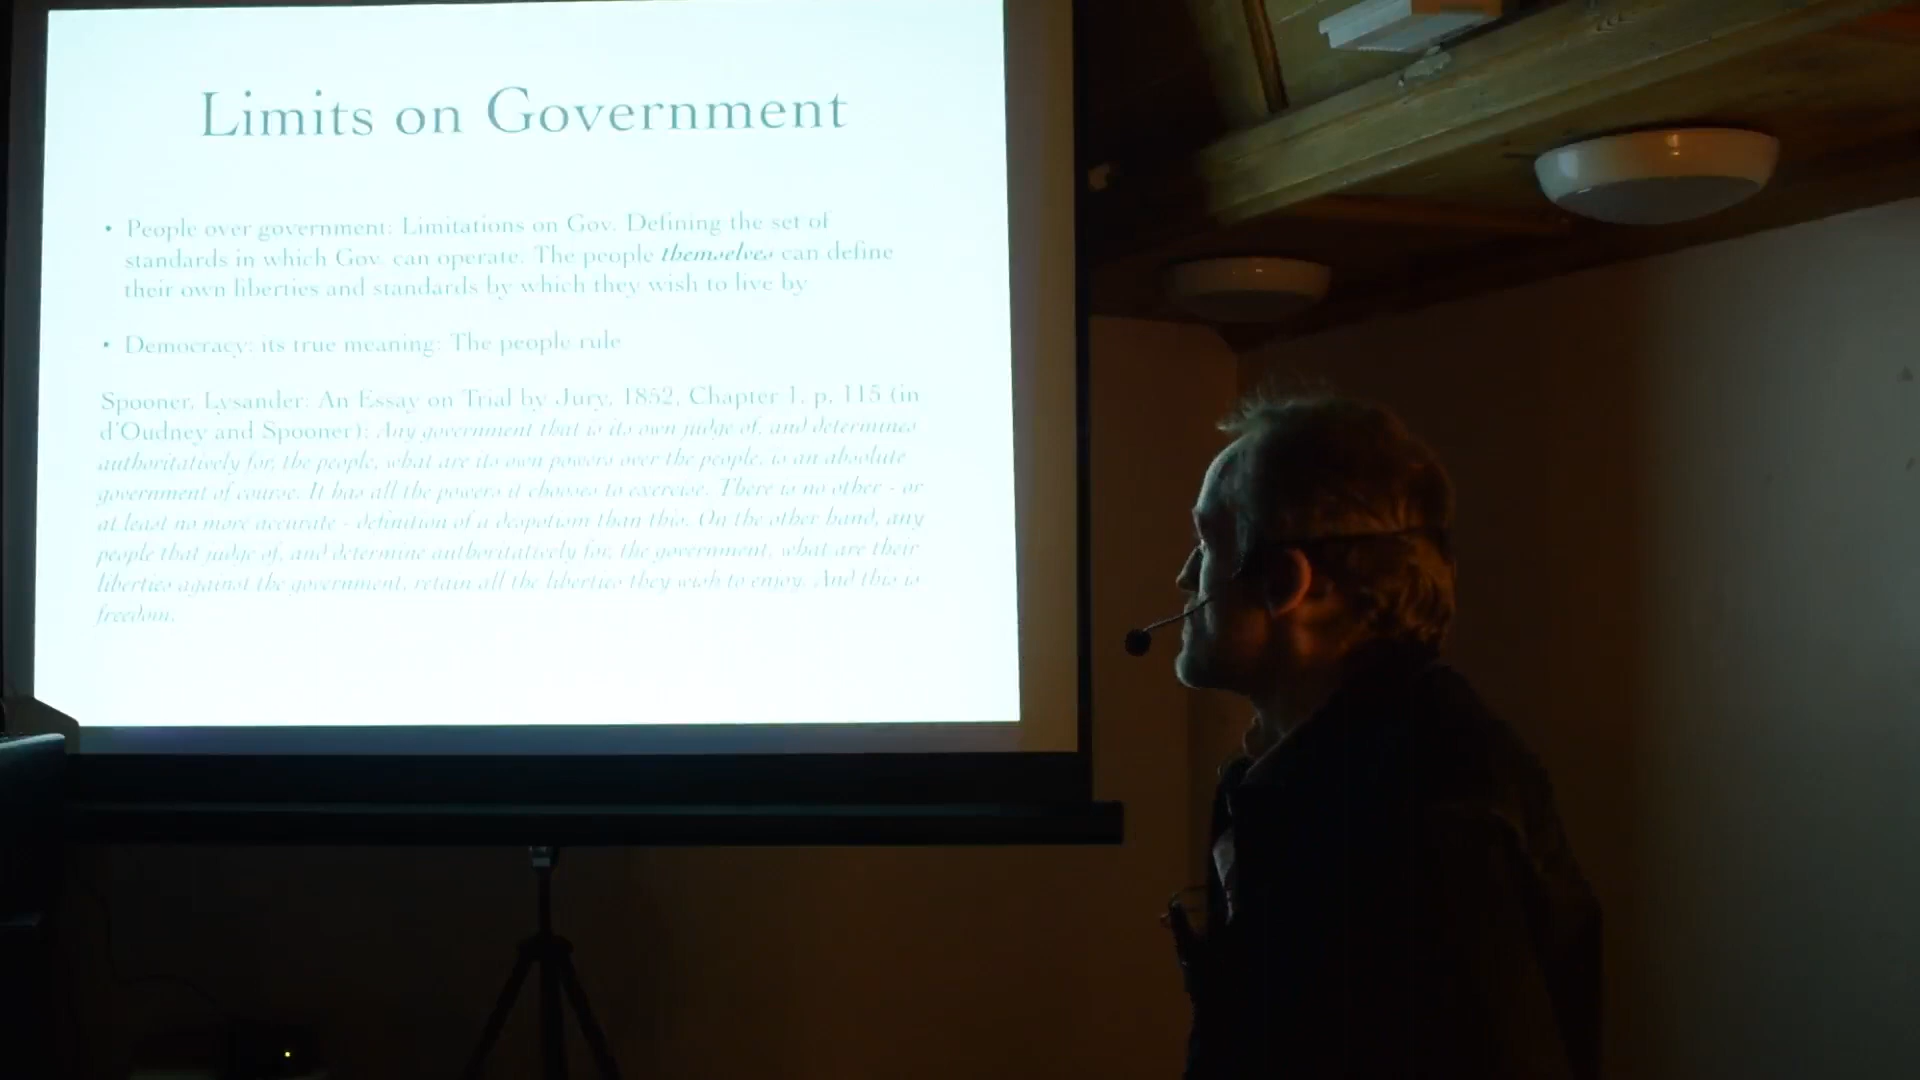 Limits on Government
• People over government: Limitations on Gov. Defining the set of
standards in which Gov. can operate. The people themselves can define
their own liberties and standards by which they wish to live by
• Democracy: its true meaning: The people rule
Spooner, Lysander: An Essay on Trial by Jury, 1852, Chapter 1, p. 115 (in
d'Oudney and Spooner): Any government that is its own judge of, and determines
authoritatively for, the people, what are its own powers over the people, is an absolute
government of course. It has all the powers it chooses to exercise. There is no other - or
at least no more accurate - definition of a despotism than this. On the other hand, any
people that judge of, and determine authoritatively for, the government, what are their
liberties against the government, retain all the liberties they wish to enjoy. And this is
freedom.